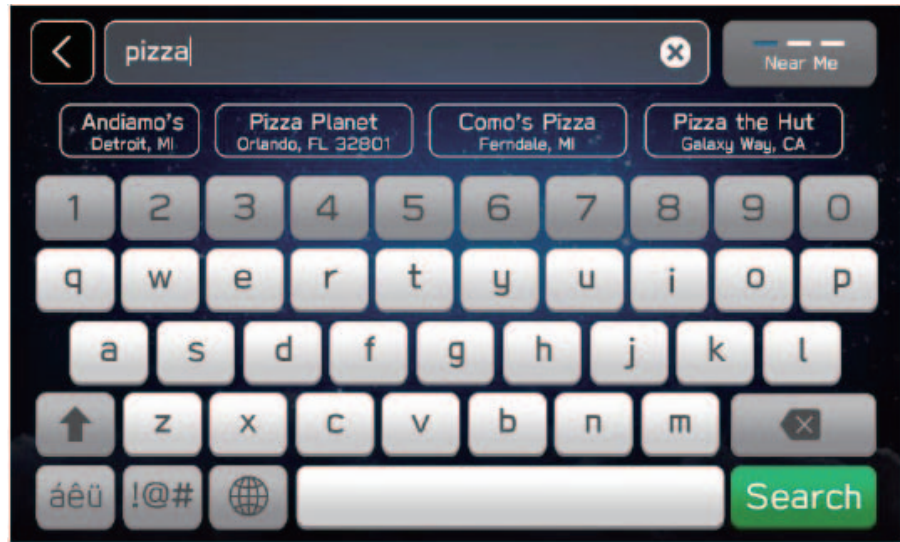 pizza
Near Me
Andiamo's
Detroit, MI
Pizza Planet
Orlando, FL 32801
Como's Pizza
Ferndale, MI
Pizza the Hut
Galaxy Way, CA
1 2 3 4 5 6 7 8 9 0
q w e r t y u i o p
a s d f g h j k l
z x c v b n m
áêü !@# Search